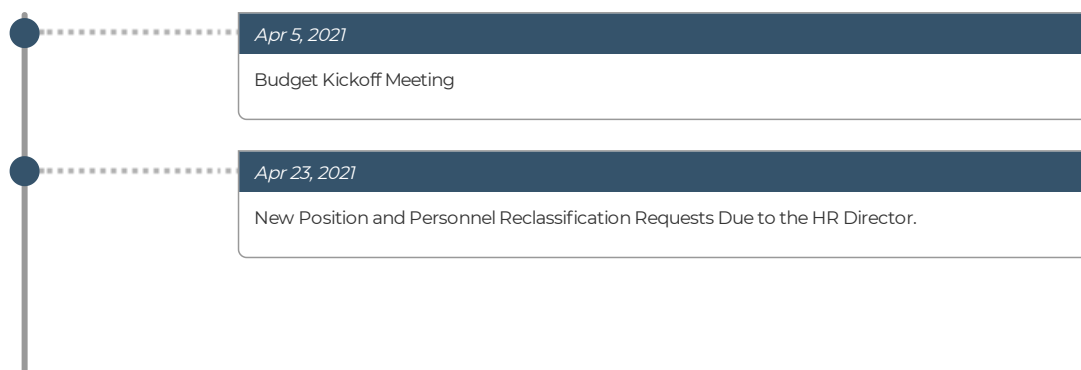 Apr 5, 2021
Budget Kickoff Meeting
Apr 23, 2021
New Position and Personnel Reclassification Requests Due to the HR Director.